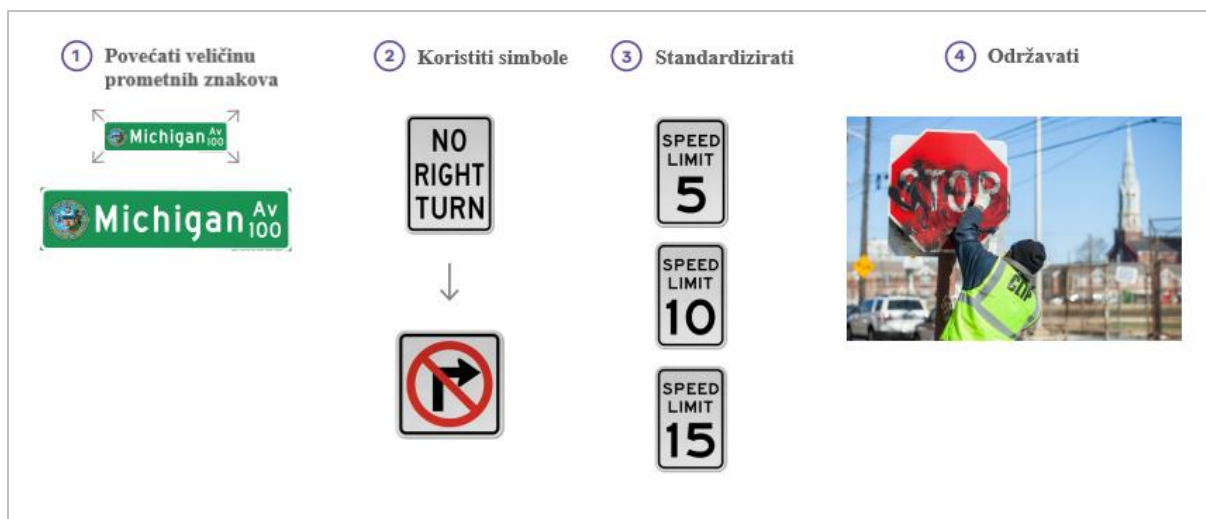 1 Povećati veličinu
prometnih znakova
Michigan Av
100
Michigan Av
100
2 Koristiti simbole
NO
RIGHT
TURN
3 Standardizirati
SPEED
LIMIT
5
SPEED
LIMIT
10
SPEED
LIMIT
15
4 Održavati
STOP
CLIP